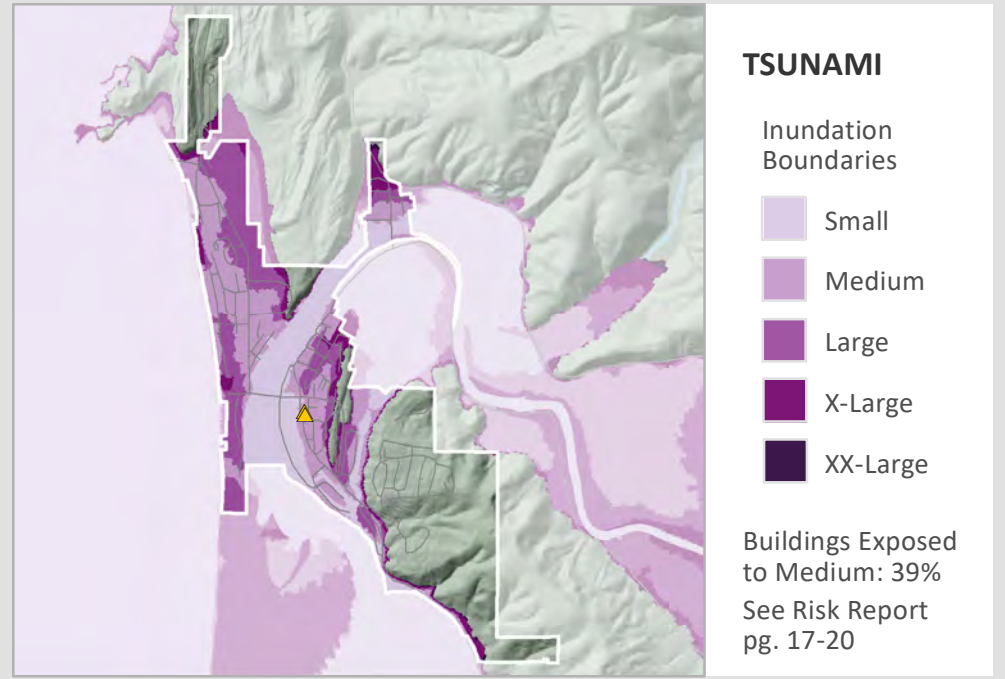 TSUNAMI
Inundation
Boundaries
Small
Medium
Large
X-Large
XX-Large
Buildings Exposed
to Medium: 39%
See Risk Report
pg. 17-20